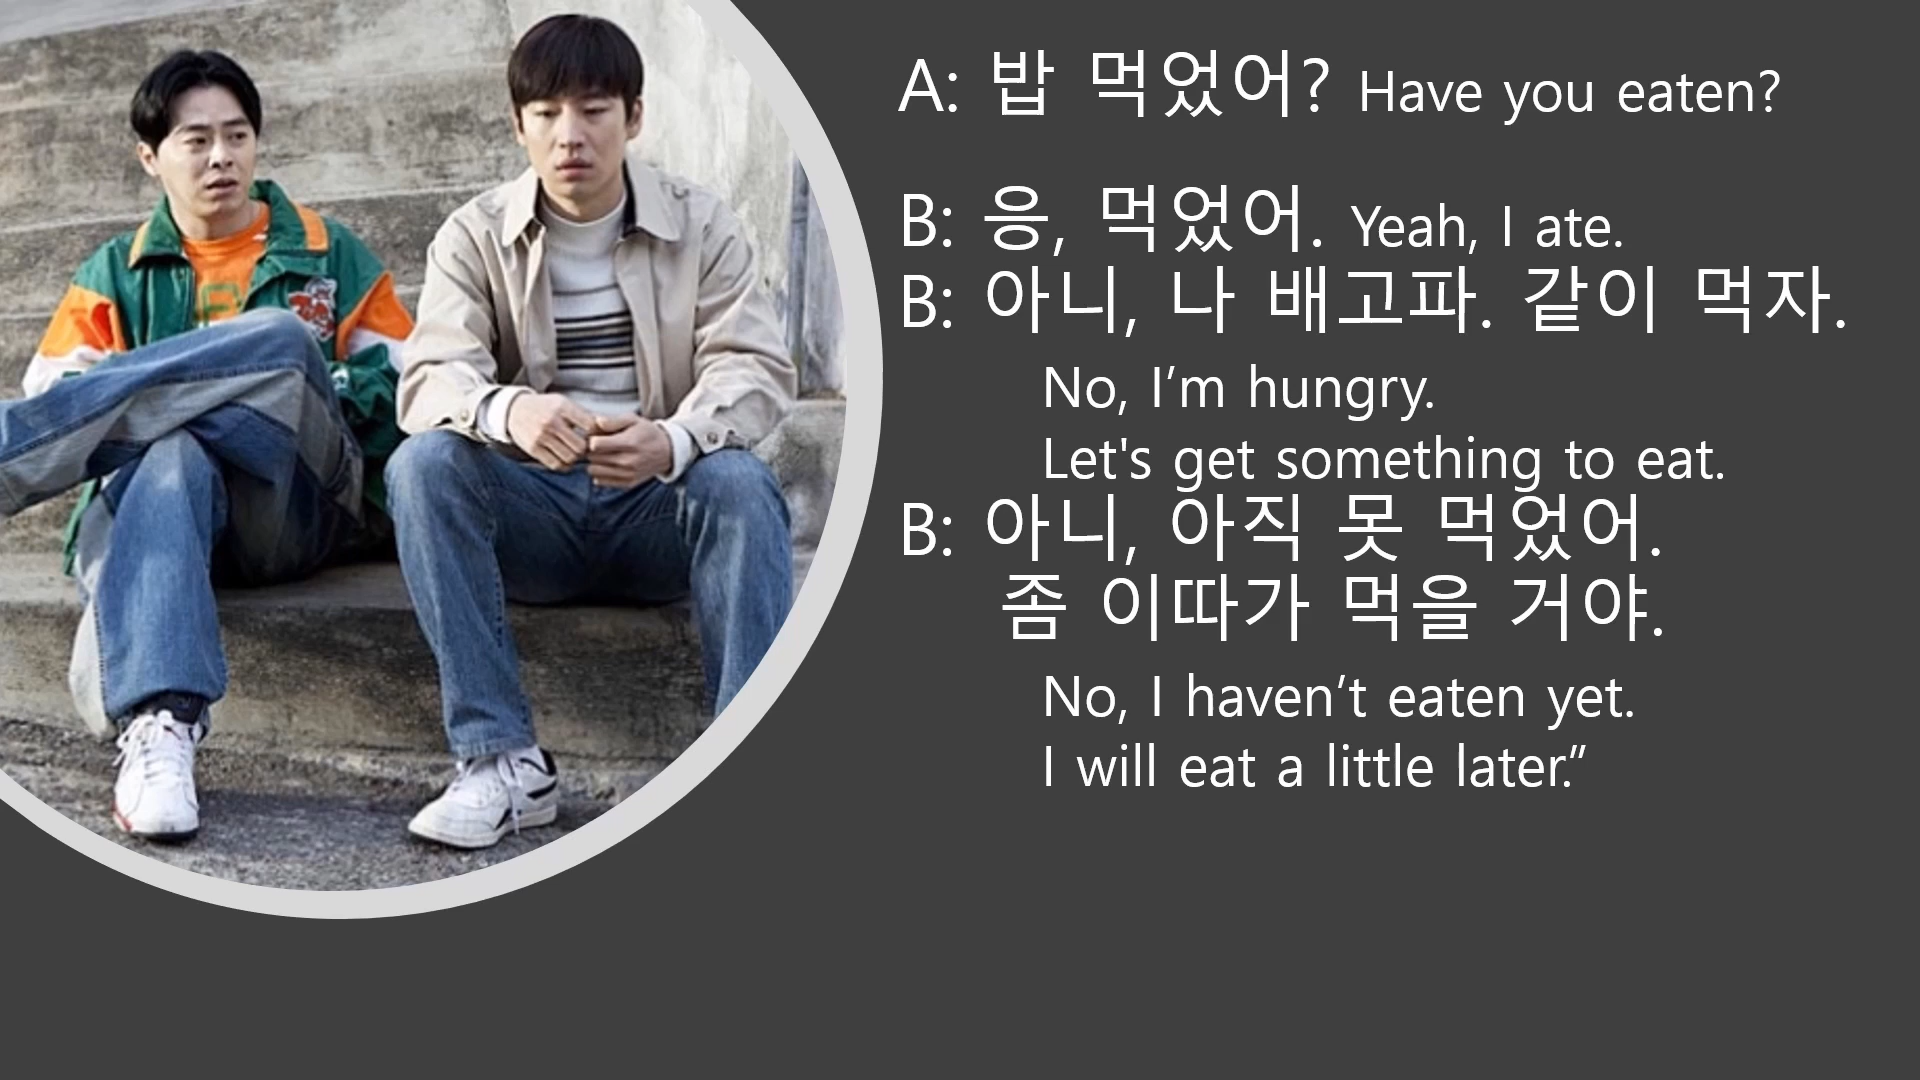 A: 밥 먹었어? Have you eaten?
B: 응, 먹었어. Yeah, I ate.
B: 아니, 나 배고파. 같이 먹자.
No, I’m hungry.
Let's get something to eat.
B: 아니, 아직 못 먹었어.
좀 이따가 먹을 거야.
No, I haven’t eaten yet.
I will eat a little later.”